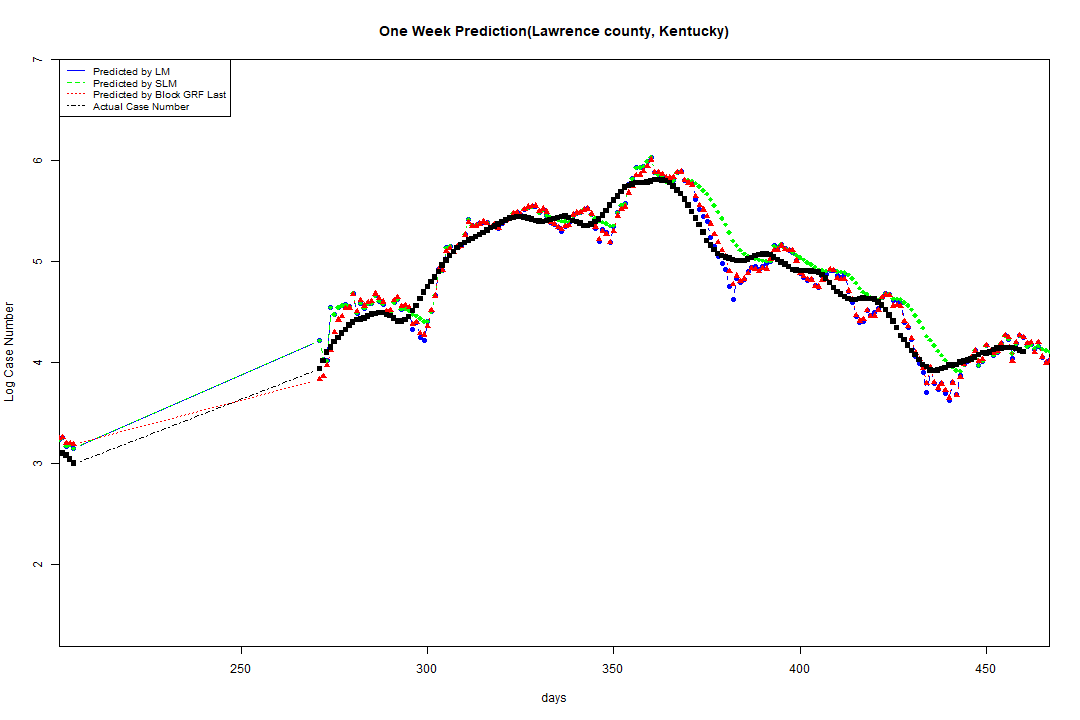 One Week Prediction(Lawrence county, Kentucky)
Predicted by LM
Predicted by SLM
Predicted by Block GRF Last
Actual Case Number
7
6
5
4
3
2
Log Case Number
250 300 350 400 450
days